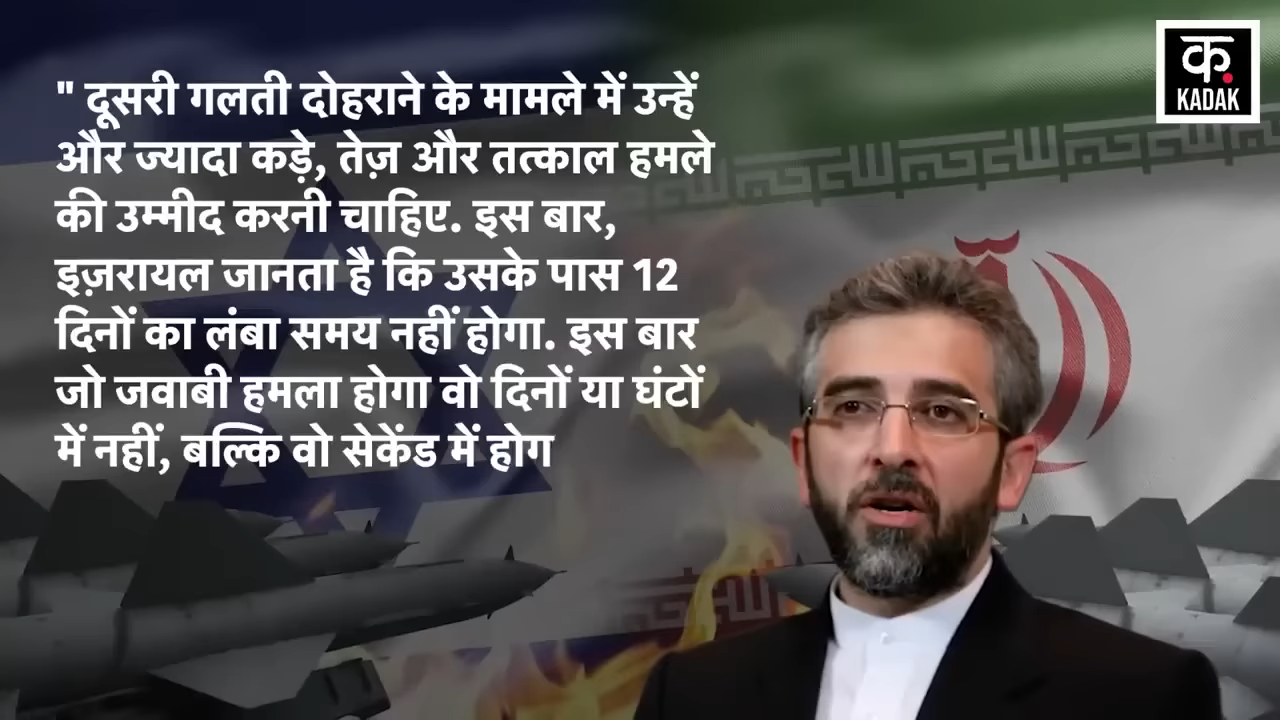 क
KADAK
" दूसरी गलती दोहराने के मामले में उन्हें
और ज्यादा कड़े, तेज़ और तत्काल हमले
की उम्मीद करनी चाहिए. इस बार,
इज़रायल जानता है कि उसके पास 12
दिनों का लंबा समय नहीं होगा. इस बार
जो जवाबी हमला होगा वो दिनों या घंटों
में नहीं, बल्कि वो सेकेंड में होग